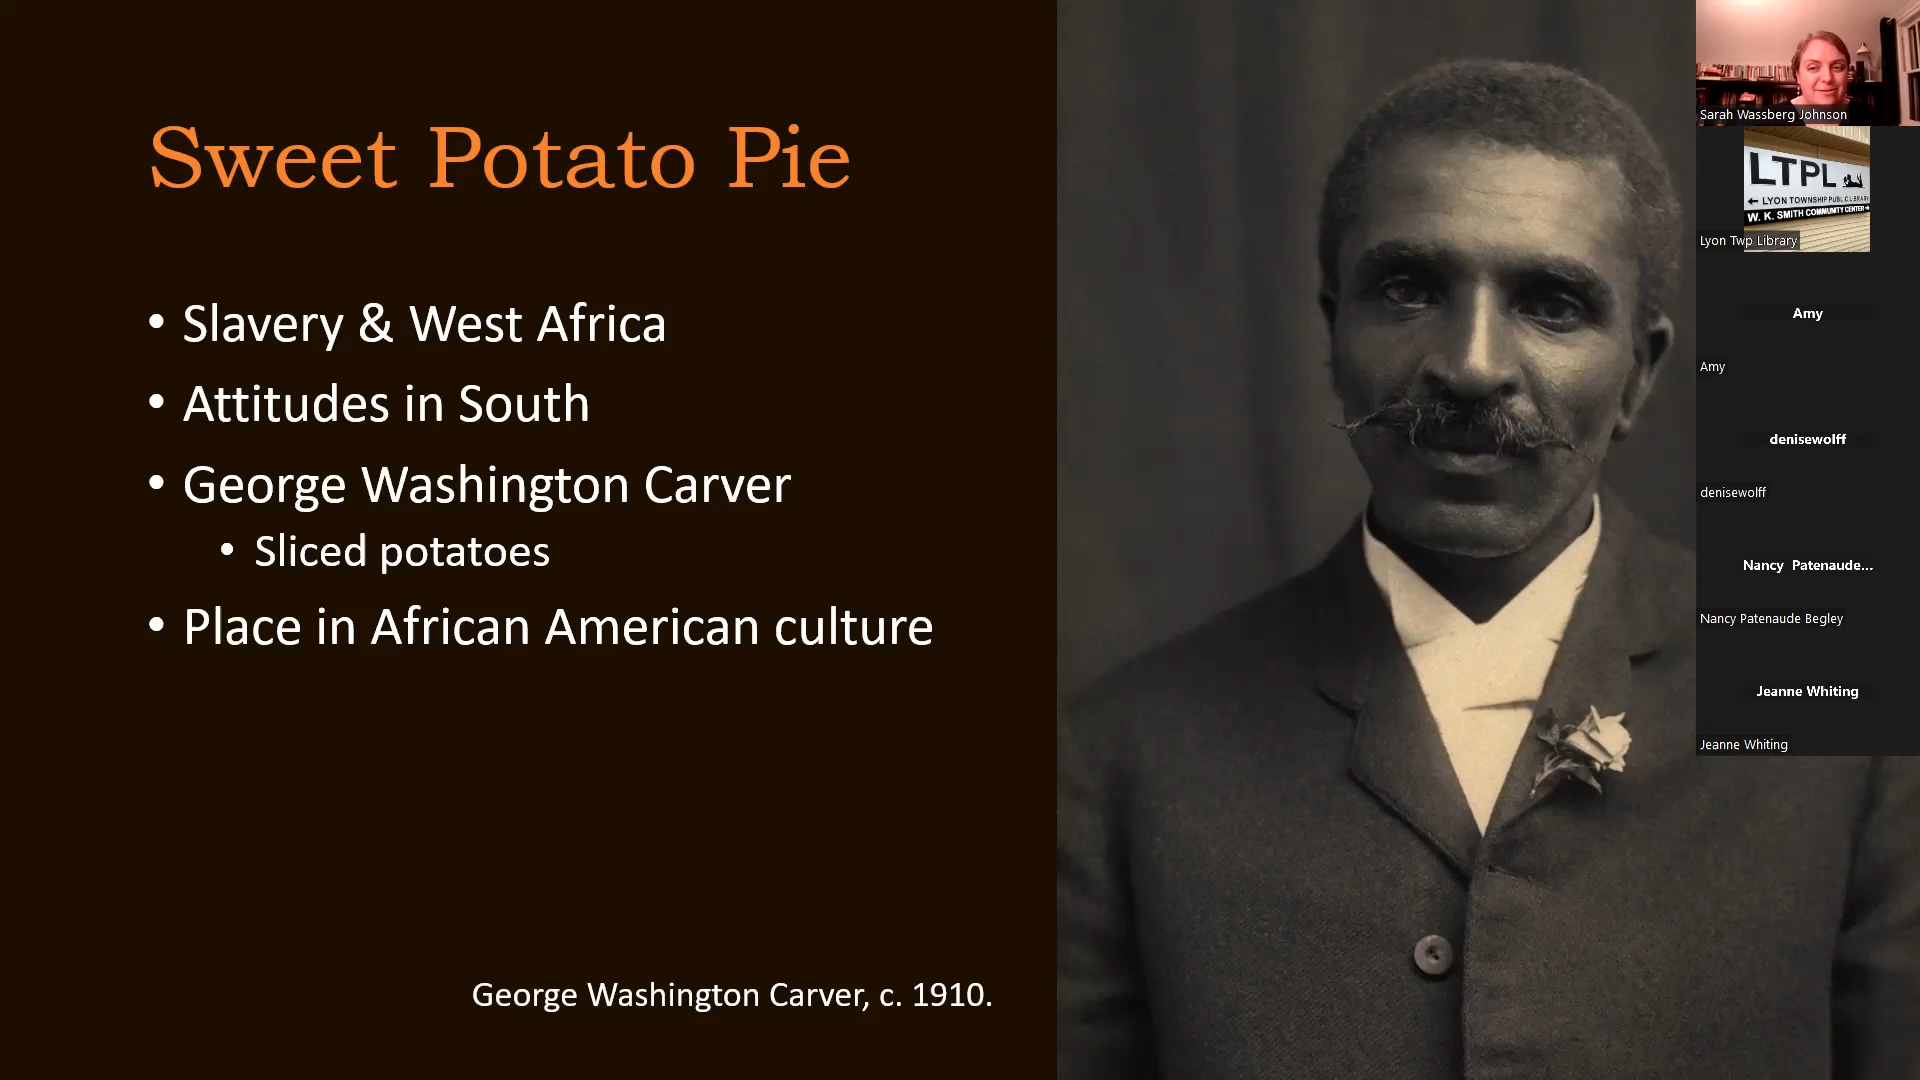 Sweet Potato Pie
• Slavery & West Africa
• Attitudes in South
• George Washington Carver
• Sliced potatoes
• Place in African American culture
George Washington Carver, c. 1910.
Sarah Wassberg Johnson
LTPL
← LYON TOWNSHIP PUBLIC LIBRARY
W. K. SMITH COMMUNITY CENTER →
Lyon Twp Library
Amy
Amy
denisewolff
denisewolff
Nancy Patenaude...
Nancy Patenaude Begley
Jeanne Whiting
Jeanne Whiting